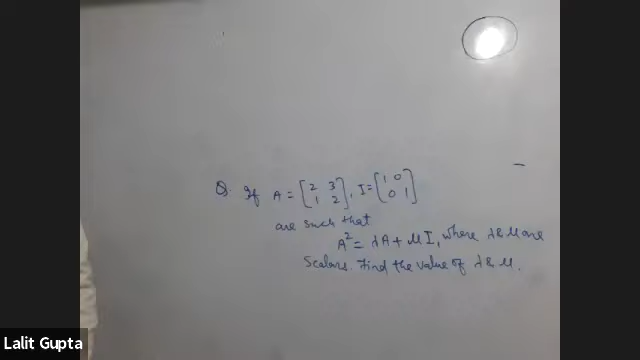 Q. If A = [2 3 1 2], I = [1 0 0 1]
are such that
A² = λA + μI, where λ & μ are
Scalars. Find the value of λ & μ.
Lalit Gupta